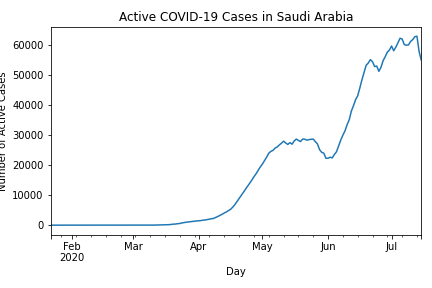 Active COVID-19 Cases in Saudi Arabia
Number of Active Cases
60000
50000
40000
30000
20000
10000
0
Feb Mar Apr May Jun Jul
2020
Day